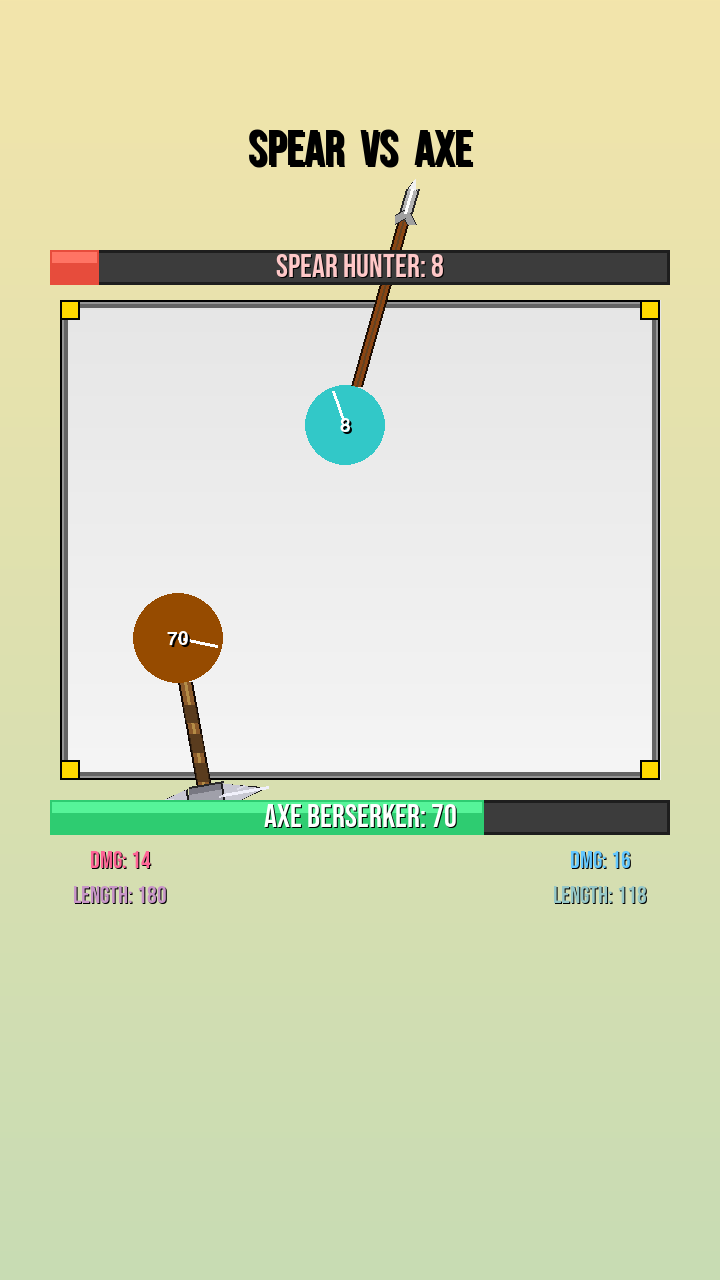 SPEAR VS AXE
SPEAR HUNTER: 8
8
70
AXE BERSERKER: 70
DMG: 14
DMG: 16
LENGTH: 180
LENGTH: 118